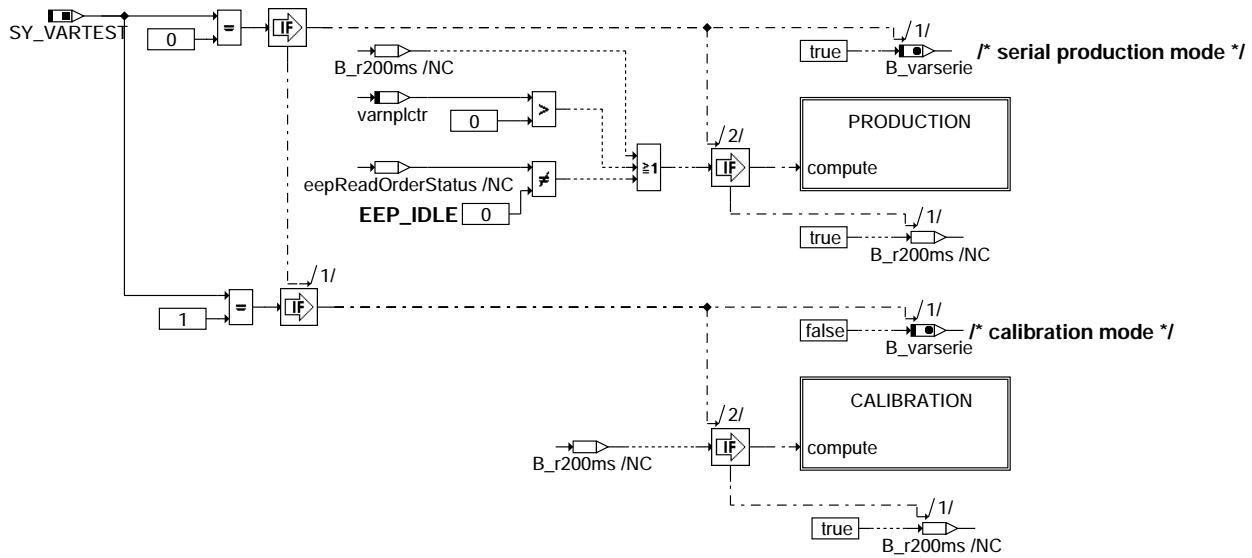 SY_VARTEST
0
=
IF
/1/
true
B_varserie
/* serial production mode */
B_r200ms /NC
varnplctr
0
>
eepReadOrderStatus /NC
≠
EEP_IDLE 0
≧1
/2/
IF
PRODUCTION
compute
/1/
true
B_r200ms /NC
1
=
/1/
IF
/1/
false
B_varserie
/* calibration mode */
B_r200ms /NC
/2/
IF
CALIBRATION
compute
/1/
true
B_r200ms /NC